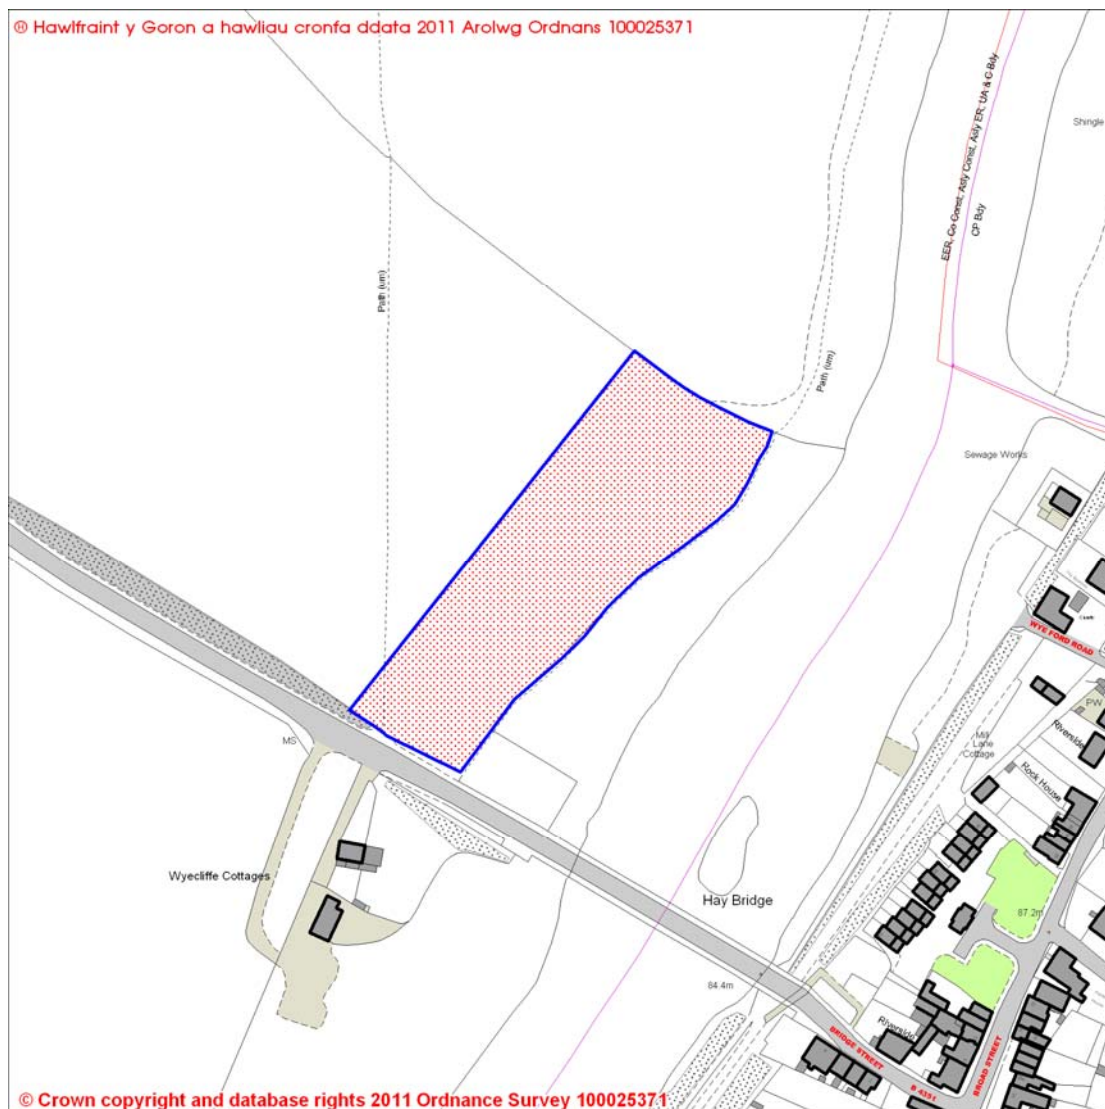 ® Hawlfraint y Goron a hawliau cronfa ddata 2011 Arolwg Ordnans 100025371
EER, Co Const, Asly Const, Asly ER, UA & C Bdy
CP Bdy
Shingle
Path (um)
Path (um)
Sewage Works
WYE FORD ROAD
PW
Riverside
Mill
Lane
Cottage
Rock House
MS
Wyecliffe Cottages
Hay Bridge
87.2m
84.4m
Riverside
BRIDGE STREET
B 4351
BROAD STREET
© Crown copyright and database rights 2011 Ordnance Survey 100025371